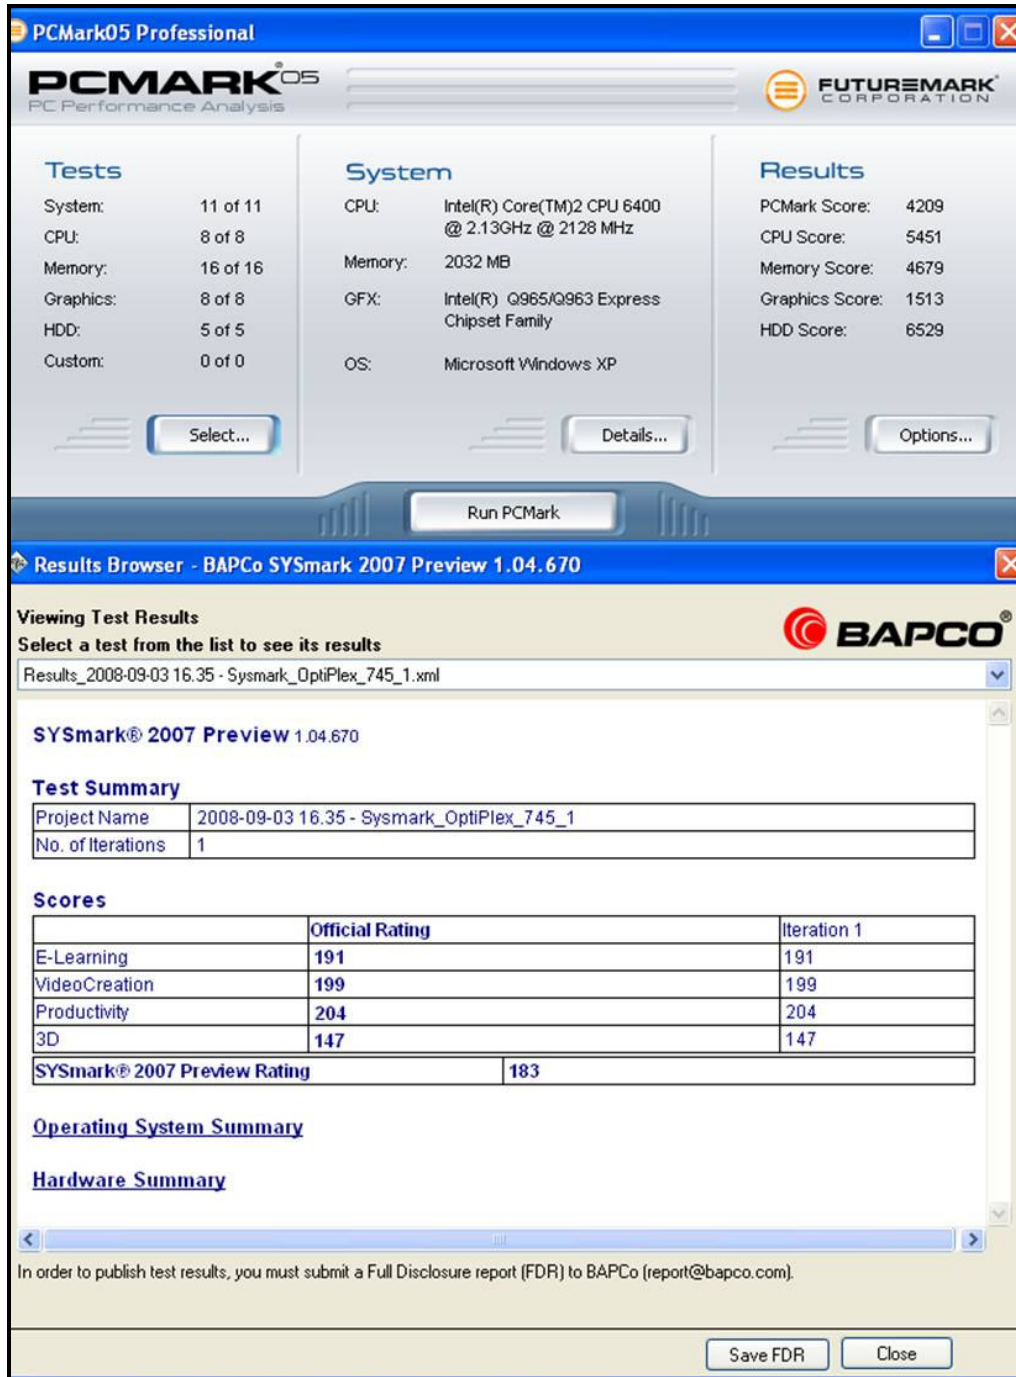 PCMark05 Professional
PCMARK®05
PC Performance Analysis
FUTUREMARK®
CORPORATION
Tests
System: 11 of 11
CPU: 8 of 8
Memory: 16 of 16
Graphics: 8 of 8
HDD: 5 of 5
Custom: 0 of 0
Select...
System
CPU: Intel(R) Core(TM)2 CPU 6400
@ 2.13GHz @ 2128 MHz
Memory: 2032 MB
GFX: Intel(R) Q965/Q963 Express
Chipset Family
OS: Microsoft Windows XP
Details...
Results
PCMark Score: 4209
CPU Score: 5451
Memory Score: 4679
Graphics Score: 1513
HDD Score: 6529
Options...
Run PCMark
Results Browser - BAPCo SYSmark 2007 Preview 1.04.670
Viewing Test Results
Select a test from the list to see its results
BAPCO®
Results_2008-09-03 16.35 - Sysmark_OptiPlex_745_1.xml
SYSmark® 2007 Preview 1.04.670
Test Summary
Project Name 2008-09-03 16.35 - Sysmark_OptiPlex_745_1
No. of Iterations 1
Scores
Official Rating Iteration 1
E-Learning 191 191
VideoCreation 199 199
Productivity 204 204
3D 147 147
SYSmark® 2007 Preview Rating 183
Operating System Summary
Hardware Summary
In order to publish test results, you must submit a Full Disclosure report (FDR) to BAPCo (report@bapco.com).
Save FDR Close